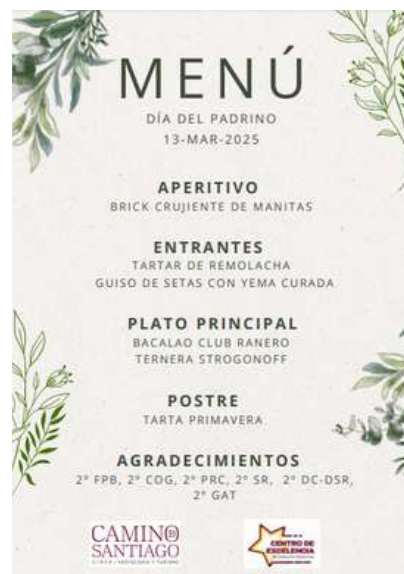 MENÚ
DÍA DEL PADRINO
13-MAR-2025
APERITIVO
BRICK CRUJIENTE DE MANITAS
ENTRANTES
TARTAR DE REMOLACHA
GUISO DE SETAS CON YEMA CURADA
PLATO PRINCIPAL
BACALAO CLUB RANERO
TERNERA STROGONOFF
POSTRE
TARTA PRIMAVERA
AGRADECIMIENTOS
2º FPB, 2º COG, 2º PRC, 2º SR, 2º DC-DSR,
2º GAT
CAMINO
SANTIAGO
CENTRO DE
EXCELENCIA